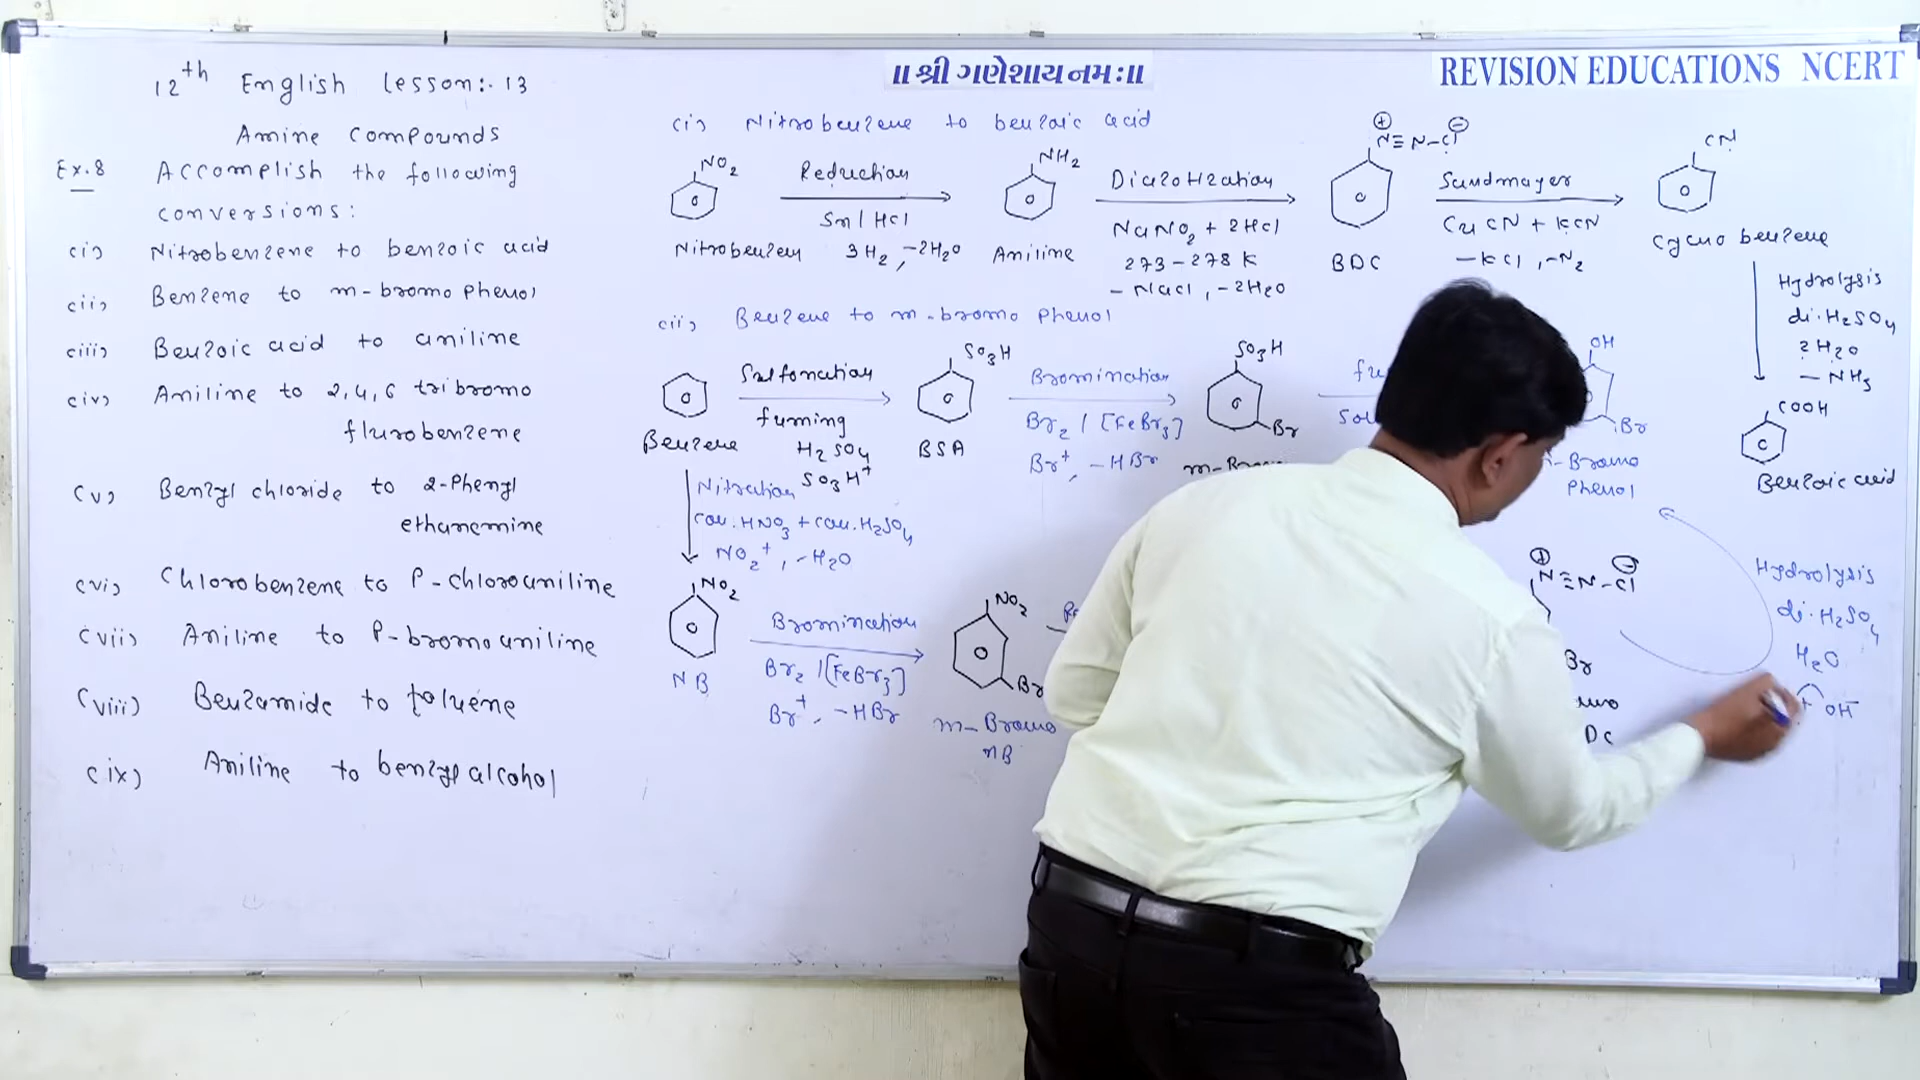 ॥ श्री ગણેશાય નમઃ॥
REVISION EDUCATIONS NCERT
12th English Lesson:- 13
Amine Compounds
Ex.8 Accomplish the following
conversions:
(i) Nitrobenzene to benzoic acid
(ii) Benzene to m-bromo Phenol
(iii) Benzoic acid to aniline
(iv) Aniline to 2,4,6 tribromo
flurobenzene
(v) Benzyl chloride to 2-Phenyl
ethanamine
(vi) Chlorobenzene to P-chloroaniline
(vii) Aniline to P-bromoaniline
(viii) Benzamide to toluene
(ix) Aniline to benzyl alcohol
(i) Nitrobenzene to benzoic acid
NO2
Reduction
Sn/HCl
3H2, -2H2O
Nitrobenzen
NH2
Aniline
Diazotization
NaNO2 + 2HCl
273-278 K
- NaCl, -2H2O
⊕ ⊖
N≡N-Cl
BDC
Sandmayer
CuCN + KCN
-KCl, -N2
CN
Cyano benzene
Hydrolysis
di.H2SO4
2H2O
- NH3
COOH
Benzoic acid
(ii) Benzene to m-bromo Phenol
Benzene
Sulfonation
fuming
H2SO4
SO3H+
SO3H
BSA
Bromination
Br2 / [FeBr3]
Br+, -HBr
SO3H
Br
OH
Br
Bromo
Phenol
Nitration
con.HNO3 + con.H2SO4
NO2+, -H2O
NO2
NB
Bromination
Br2 / [FeBr3]
Br+, -HBr
NO2
Br
m-Bromo
NB
⊕ ⊖
N≡N-Cl
Br
Hydrolysis
di.H2SO4
H2O
OH-